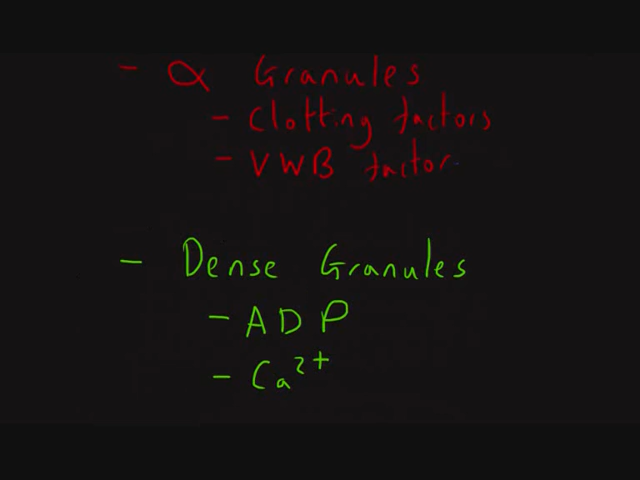 - α Granules
- Clotting factors
- VWB factor
- Dense Granules
- ADP
- Ca²⁺